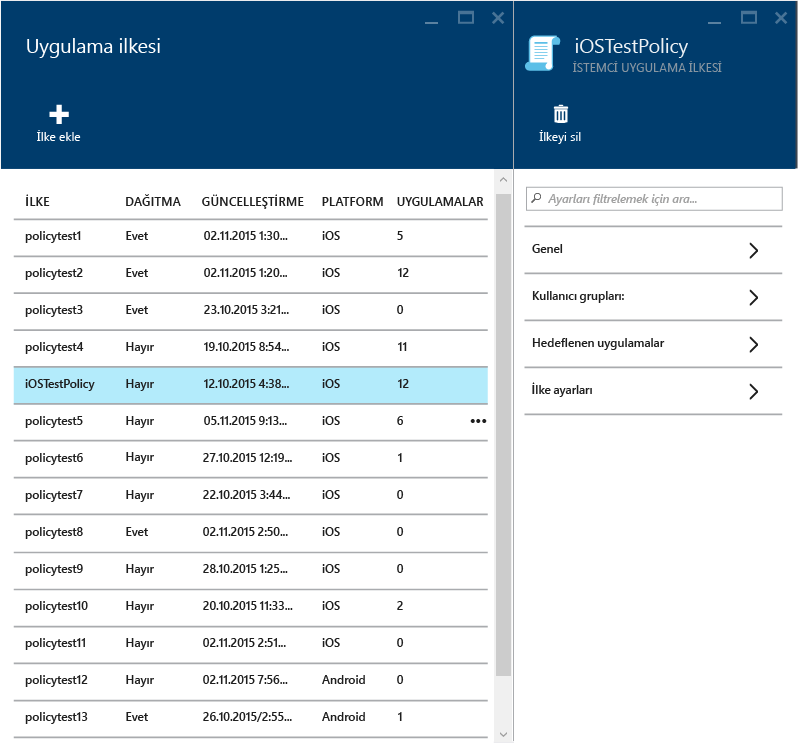 Uygulama ilkesi
İlke ekle
İLKE DAĞITMA GÜNCELLEŞTİRME PLATFORM UYGULAMALAR
policytest1 Evet 02.11.2015 1:30... iOS 5
policytest2 Evet 02.11.2015 1:20... iOS 12
policytest3 Evet 23.10.2015 3:21... iOS 0
policytest4 Hayır 19.10.2015 8:54... iOS 11
iOSTestPolicy Hayır 12.10.2015 4:38... iOS 12
policytest5 Hayır 05.11.2015 9:13... iOS 6 •••
policytest6 Hayır 27.10.2015 12:19... iOS 1
policytest7 Hayır 22.10.2015 3:44... iOS 0
policytest8 Evet 02.11.2015 2:50... iOS 0
policytest9 Hayır 28.10.2015 1:25... iOS 0
policytest10 Hayır 20.10.2015 11:33... iOS 2
policytest11 Hayır 02.11.2015 2:51... iOS 0
policytest12 Hayır 02.11.2015 7:56... Android 0
policytest13 Evet 26.10.2015/2:55... Android 1
iOSTestPolicy
İSTEMCİ UYGULAMA İLKESİ
İlkeyi sil
Ayarları filtrelemek için ara...
Genel
Kullanıcı grupları:
Hedeflenen uygulamalar
İlke ayarları